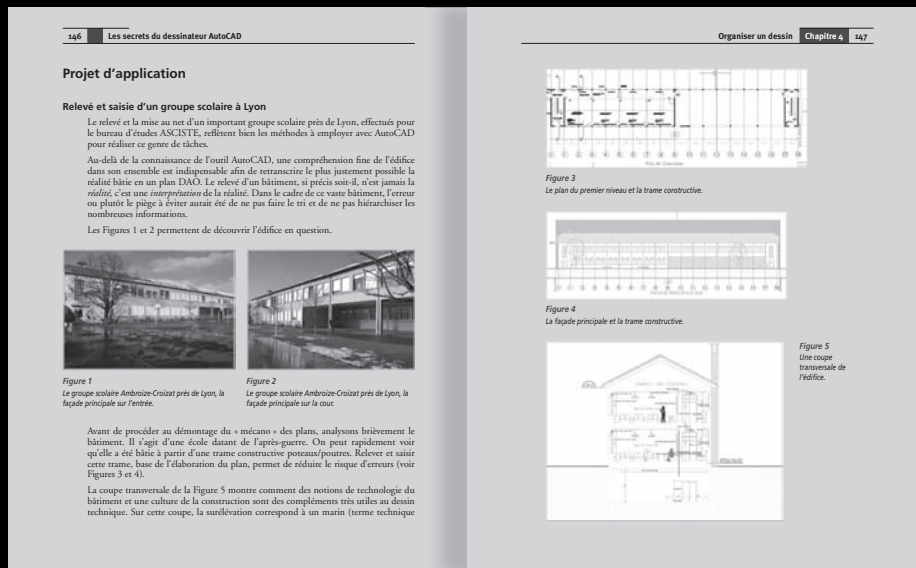 146 Les secrets du dessinateur AutoCAD
Projet d'application
Relevé et saisie d'un groupe scolaire à Lyon
Le relevé et la mise au net d'un important groupe scolaire près de Lyon, effectués pour
le bureau d'études ASCISTE, reflètent bien les méthodes à employer avec AutoCAD
pour réaliser ce genre de tâches.
Au-delà de la connaissance de l'outil AutoCAD, une compréhension fine de l'édifice
dans son ensemble est indispensable afin de retranscrire le plus justement possible la
réalité bâtie en un plan DAO. Le relevé d'un bâtiment, si précis soit-il, n'est jamais la
réalité, c'est une interprétation de la réalité. Dans le cadre de ce vaste bâtiment, l'erreur
ou plutôt le piège à éviter aurait été de ne pas faire le tri et de ne pas hiérarchiser les
nombreuses informations.
Les Figures 1 et 2 permettent de découvrir l'édifice en question.
Figure 1
Le groupe scolaire Ambroize-Croizat près de Lyon, la
façade principale sur l'entrée.
Figure 2
Le groupe scolaire Ambroize-Croizat près de Lyon, la
façade principale sur la cour.
Avant de procéder au démontage du « mécano » des plans, analysons brièvement le
bâtiment. Il s'agit d'une école datant de l'après-guerre. On peut rapidement voir
qu'elle a été bâtie à partir d'une trame constructive poteaux/poutres. Relever et saisir
cette trame, base de l'élaboration du plan, permet de réduire le risque d'erreurs (voir
Figures 3 et 4).
La coupe transversale de la Figure 5 montre comment des notions de technologie du
bâtiment et une culture de la construction sont des compléments très utiles au dessin
technique. Sur cette coupe, la surélévation correspond à un marin (terme technique
Organiser un dessin Chapitre 4 147
Figure 3
Le plan du premier niveau et la trame constructive.
Figure 4
La façade principale et la trame constructive.
Figure 5
Une coupe
transversale de
l'édifice.